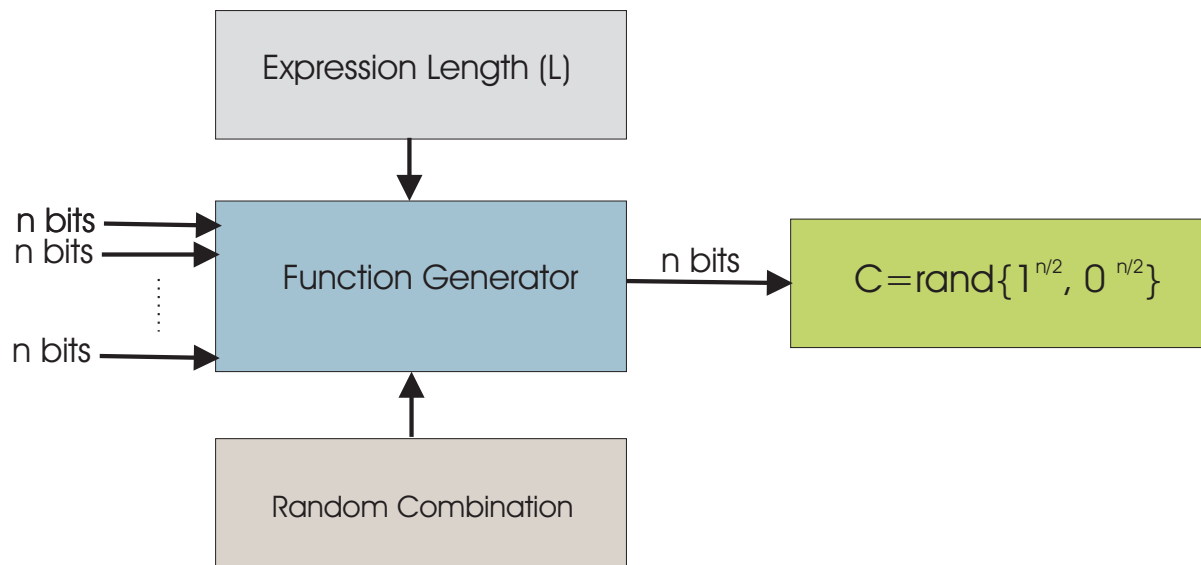 Expression Length (L)
n bits
n bits
n bits
Function Generator
n bits
C=rand{1^n/2, 0^n/2}
Random Combination